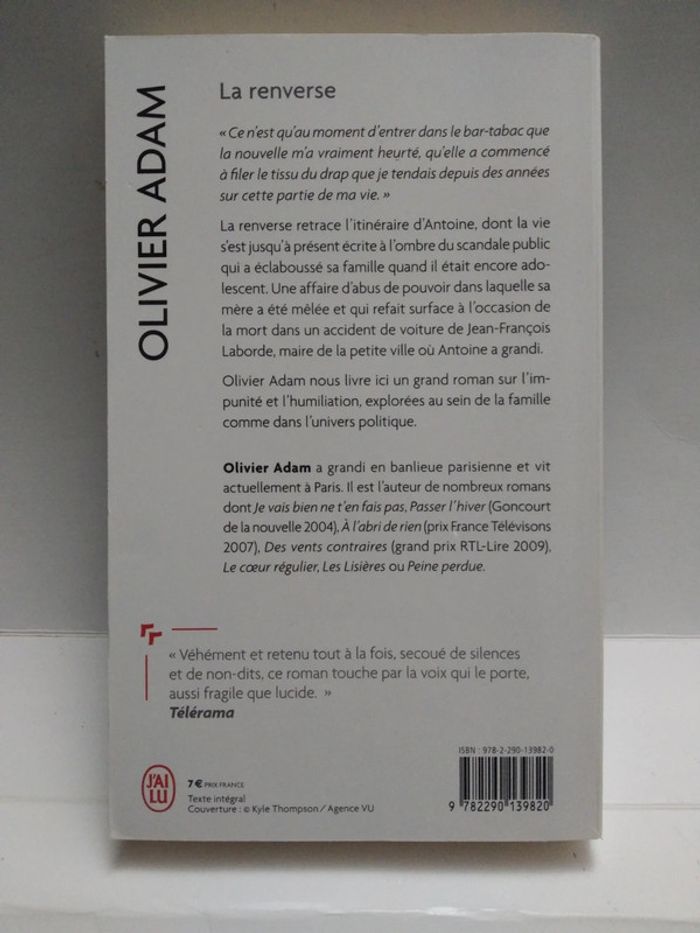 OLIVIER ADAM
La renverse
« Ce n'est qu'au moment d'entrer dans le bar-tabac que
la nouvelle m'a vraiment heurté, qu'elle a commencé
à filer le tissu du drap que je tendais depuis des années
sur cette partie de ma vie. »
La renverse retrace l'itinéraire d'Antoine, dont la vie
s'est jusqu'à présent écrite à l'ombre du scandale public
qui a éclaboussé sa famille quand il était encore ado-
lescent. Une affaire d'abus de pouvoir dans laquelle sa
mère a été mêlée et qui refait surface à l'occasion de
la mort dans un accident de voiture de Jean-François
Laborde, maire de la petite ville où Antoine a grandi.
Olivier Adam nous livre ici un grand roman sur l'im-
punité et l'humiliation, explorées au sein de la famille
comme dans l'univers politique.
Olivier Adam a grandi en banlieue parisienne et vit
actuellement à Paris. Il est l'auteur de nombreux romans
dont Je vais bien ne t'en fais pas, Passer l'hiver (Goncourt
de la nouvelle 2004), À l'abri de rien (prix France Télévisons
2007), Des vents contraires (grand prix RTL-Lire 2009),
Le cœur régulier, Les Lisières ou Peine perdue.
« Véhément et retenu tout à la fois, secoué de silences
et de non-dits, ce roman touche par la voix qui le porte,
aussi fragile que lucide. »
Télérama
ISBN : 978-2-290-13982-0
J'AI
LU
7 € PRIX FRANCE
Texte intégral
Couverture : © Kyle Thompson / Agence VU
9 782290 139820